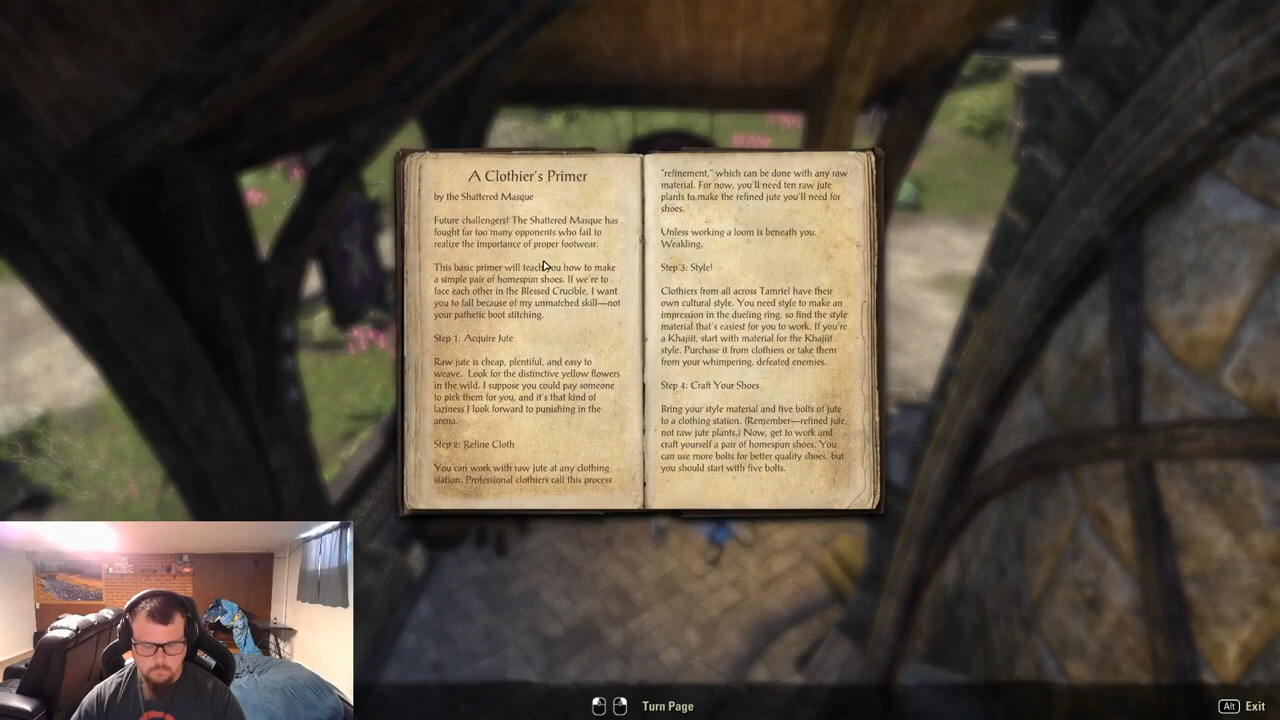 A Clothier's Primer
by the Shattered Masque
Future challengers! The Shattered Masque has
fought far too many opponents who fail to
realize the importance of proper footwear.
This basic primer will teach you how to make
a simple pair of homespun shoes. If we're to
face each other in the Blessed Crucible, I want
you to fall because of my unmatched skill—not
your pathetic boot stitching.
Step 1: Acquire Jute
Raw jute is cheap, plentiful, and easy to
weave. Look for the distinctive yellow flowers
in the wild. I suppose you could pay someone
to pick them for you, and it's that kind of
laziness I look forward to punishing in the
arena.
Step 2: Refine Cloth
You can work with raw jute at any clothing
station. Professional clothiers call this process
"refinement," which can be done with any raw
material. For now, you'll need ten raw jute
plants to make the refined jute you'll need for
shoes.
Unless working a loom is beneath you.
Weakling.
Step 3: Style!
Clothiers from all across Tamriel have their
own cultural style. You need style to make an
impression in the dueling ring, so find the style
material that's easiest for you to work. If you're
a Khajiit, start with material for the Khajiit
style. Purchase it from clothiers or take them
from your whimpering, defeated enemies.
Step 4: Craft Your Shoes
Bring your style material and five bolts of jute
to a clothing station. (Remember—refined jute,
not raw jute plants.) Now, get to work and
craft yourself a pair of homespun shoes. You
can use more bolts for better quality shoes, but
you should start with five bolts.
Turn Page
Alt Exit